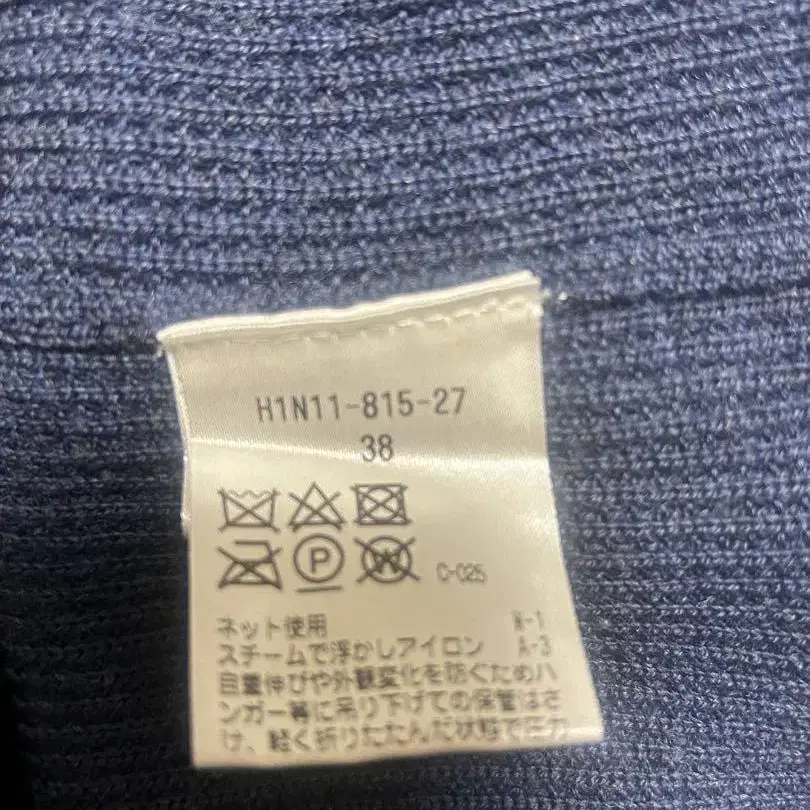 H1N11-815-27
38
P W C-025
ネット使用 N-1
スチームで浮かしアイロン A-3
自重伸びや外観変化を防ぐためハ
ンガー等に吊り下げての保管はさ
け、軽く折りたたんだ状態で圧力